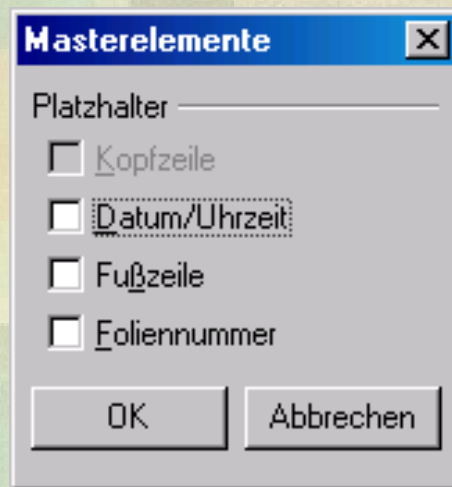 Masterelemente
Platzhalter
Kopfzeile
Datum/Uhrzeit
Fußzeile
Foliennummer
OK Abbrechen